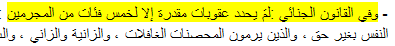 - وفي القانون الجنائي :لمْ يحدد عقوبات مقدرة إلا لخمس فئات من المجرمين :
النفس بغير حق ، والذين يرمون المحصنات الغافلات ، والزانية والزاني ، وال